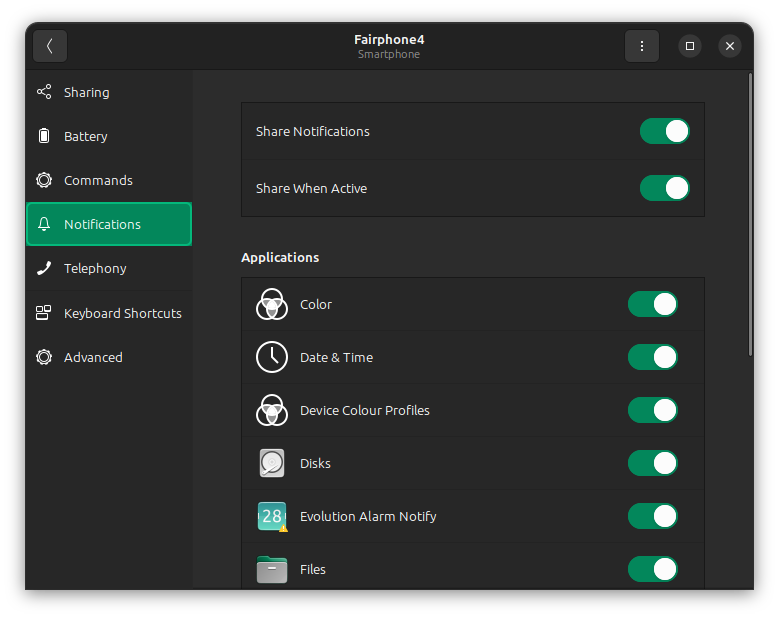 Fairphone4
Smartphone
Sharing
Battery
Commands
Notifications
Telephony
Keyboard Shortcuts
Advanced
Share Notifications
Share When Active
Applications
Color
Date & Time
Device Colour Profiles
Disks
28
Evolution Alarm Notify
Files